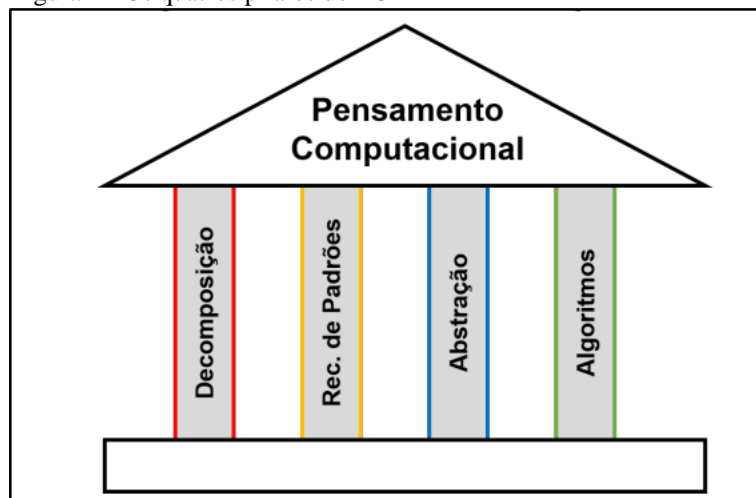 Pensamento
Computacional
Decomposição
Rec. de Padrões
Abstração
Algoritmos